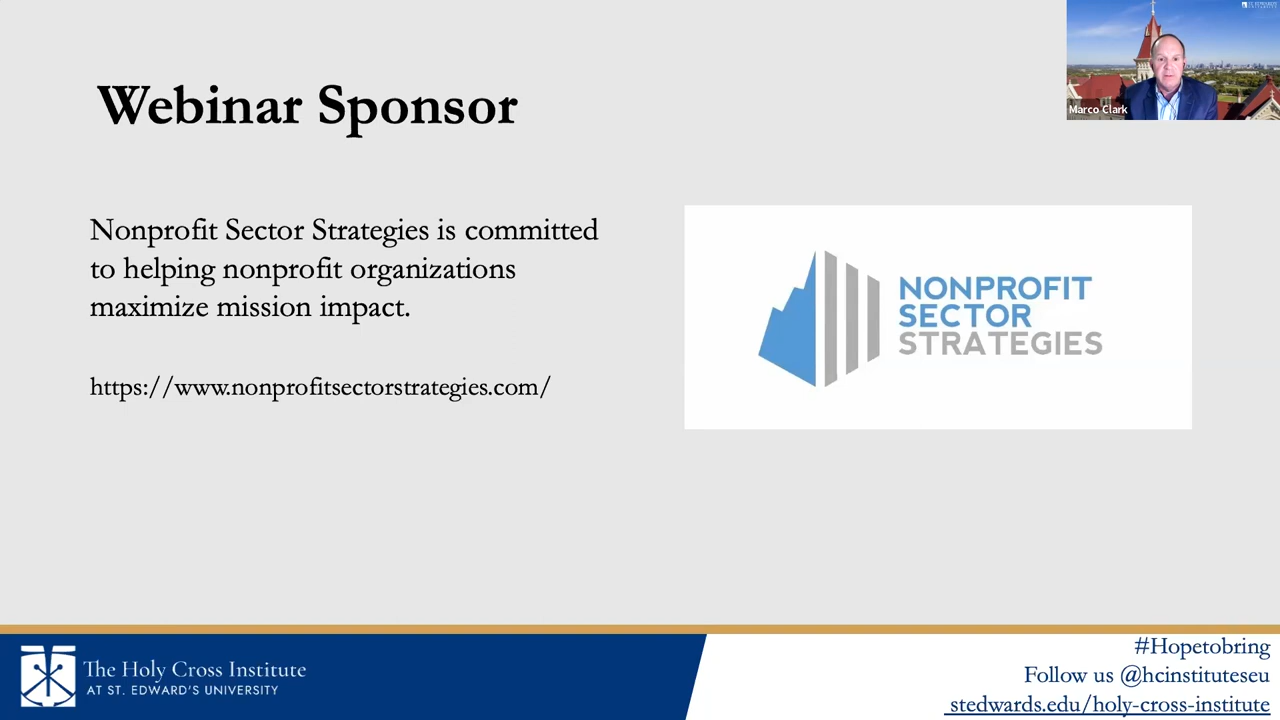 Webinar Sponsor
Nonprofit Sector Strategies is committed
to helping nonprofit organizations
maximize mission impact.
https://www.nonprofitsectorstrategies.com/
NONPROFIT
SECTOR
STRATEGIES
Marco Clark
The Holy Cross Institute
AT ST. EDWARD'S UNIVERSITY
#Hopetobring
Follow us @hcinstituteseu
stedwards.edu/holy-cross-institute